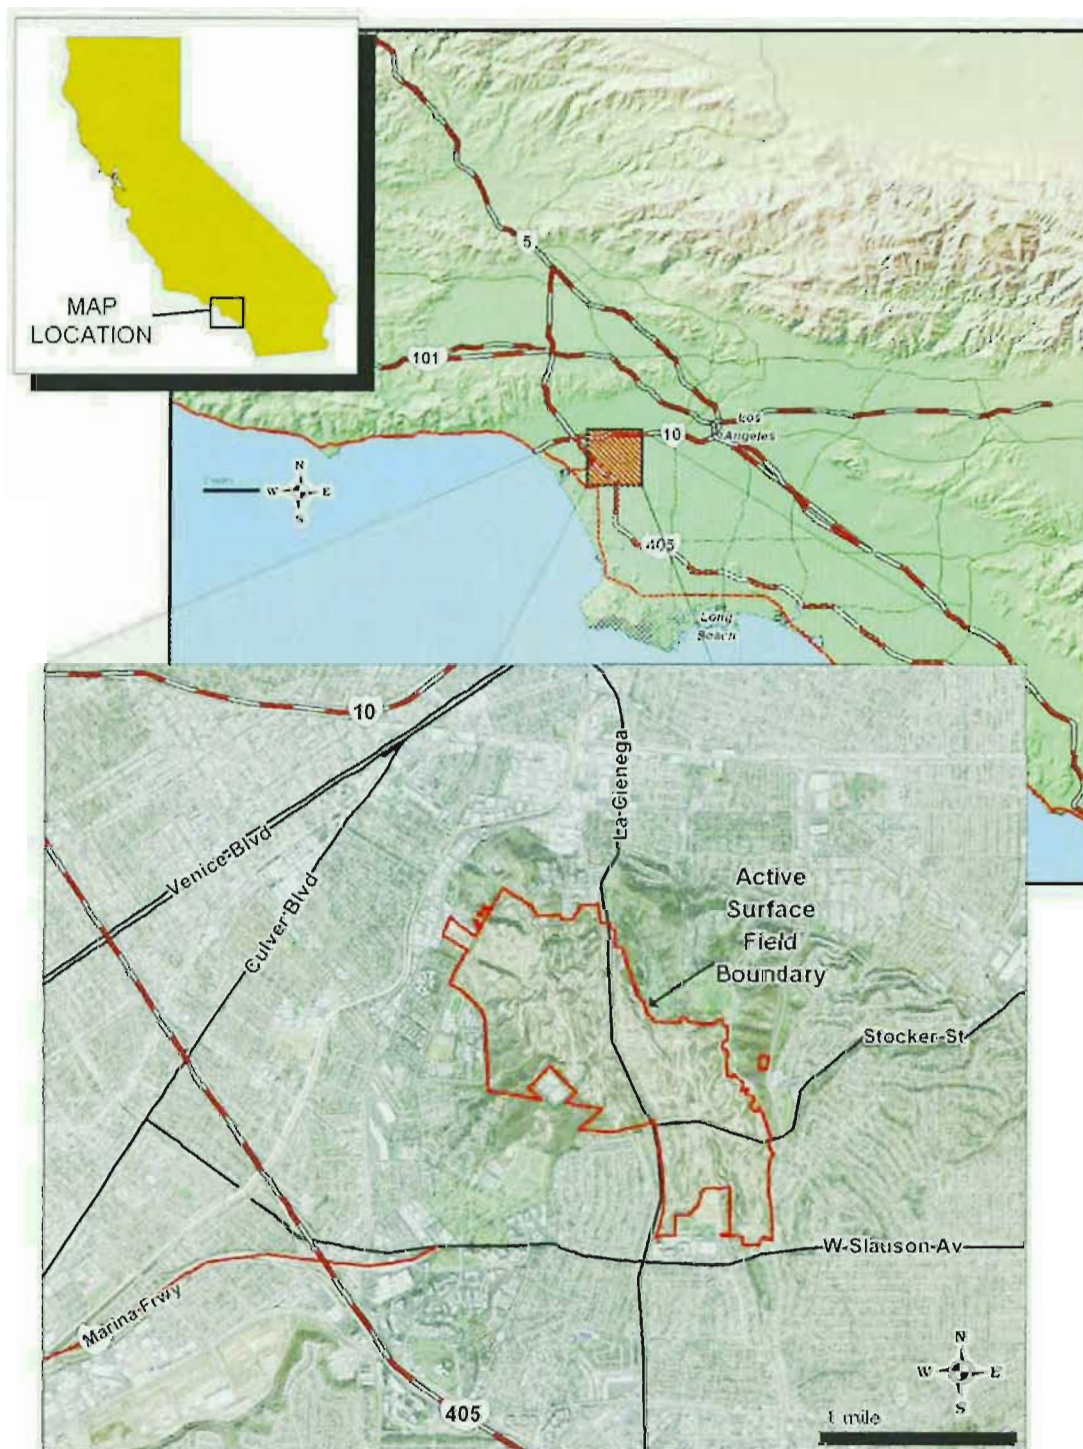 MAP
LOCATION
5
101
Los
Angeles
10
N
W E
S
405
Long
Beach
10
La Cienega
Venice Blvd
Culver Blvd
Active
Surface
Field
Boundary
Stocker St
W Slauson Av
Marina Frwy
N
W E
S
405
1 mile